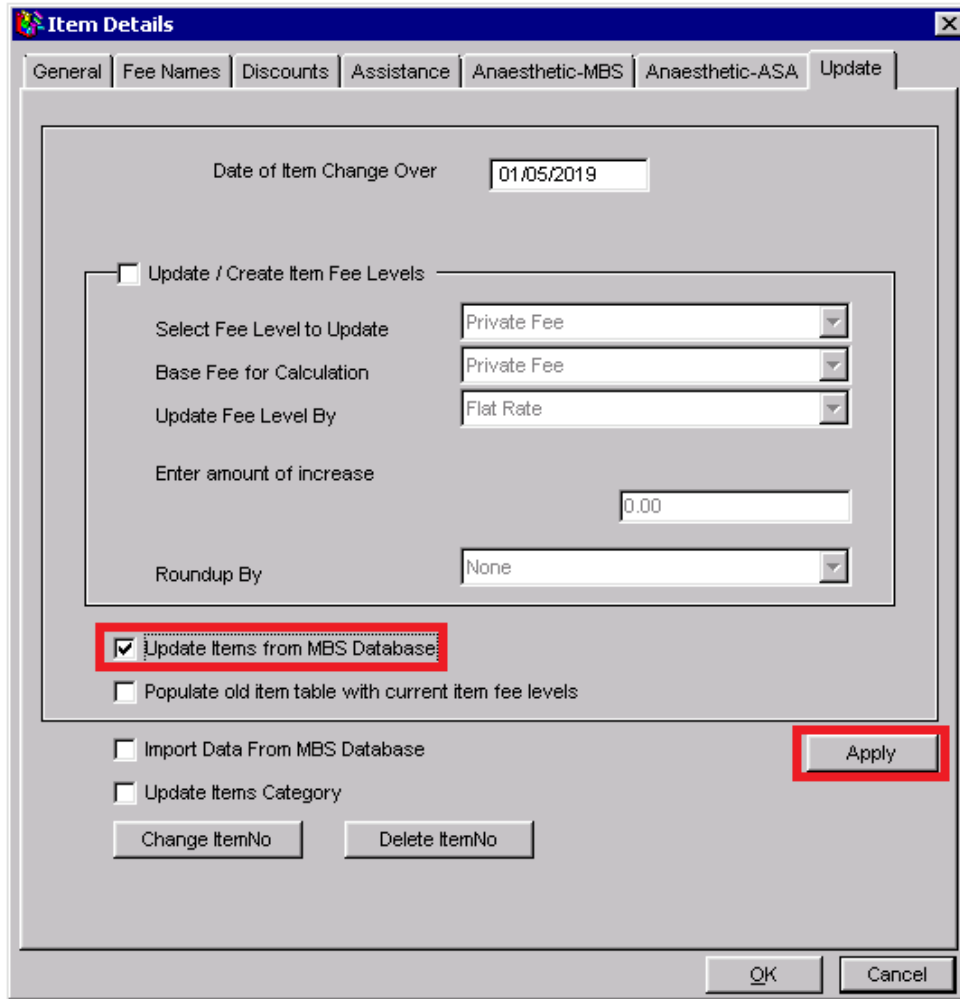 Item Details
General Fee Names Discounts Assistance Anaesthetic-MBS Anaesthetic-ASA Update
Date of Item Change Over 01/05/2019
Update / Create Item Fee Levels
Select Fee Level to Update Private Fee
Base Fee for Calculation Private Fee
Update Fee Level By Flat Rate
Enter amount of increase
0.00
Roundup By None
Update Items from MBS Database
Populate old item table with current item fee levels
Import Data From MBS Database Apply
Update Items Category
Change ItemNo Delete ItemNo
OK Cancel